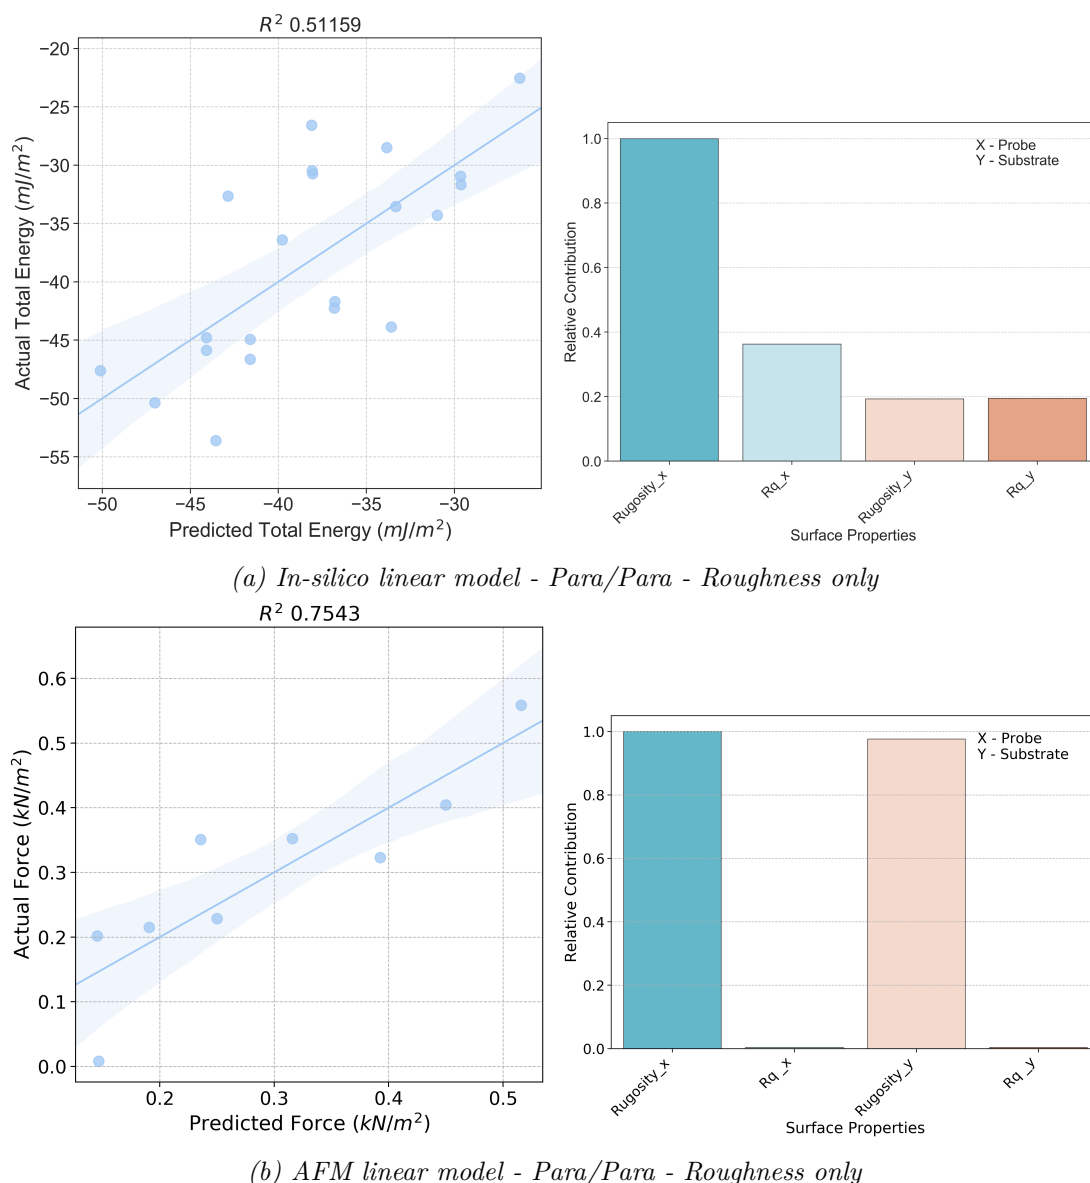 R² 0.51159
−20
−25
−30
−35
−40
−45
−50
−55
Actual Total Energy (mJ/m²)
−50 −45 −40 −35 −30
Predicted Total Energy (mJ/m²)
1.0
0.8
0.6
0.4
0.2
0.0
Relative Contribution
X - Probe
Y - Substrate
Rugosity_x Rq_x Rugosity_y Rq_y
Surface Properties
(a) In-silico linear model - Para/Para - Roughness only
R² 0.7543
0.6
0.5
0.4
0.3
0.2
0.1
0.0
Actual Force (kN/m²)
0.2 0.3 0.4 0.5
Predicted Force (kN/m²)
1.0
0.8
0.6
0.4
0.2
0.0
Relative Contribution
X - Probe
Y - Substrate
Rugosity_x Rq_x Rugosity_y Rq_y
Surface Properties
(b) AFM linear model - Para/Para - Roughness only